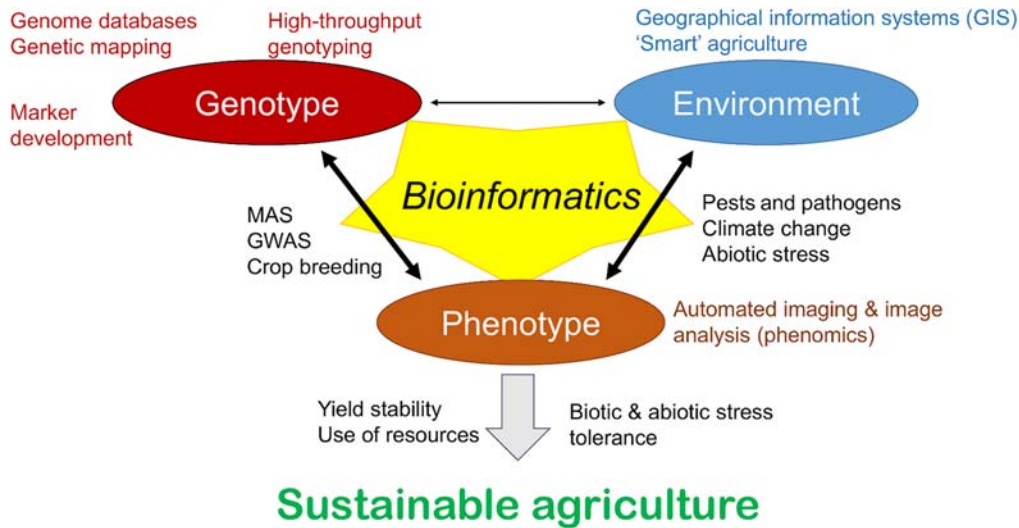 Genome databases
Genetic mapping
High-throughput
genotyping
Geographical information systems (GIS)
‘Smart’ agriculture
Genotype
Environment
Marker
development
Bioinformatics
MAS
GWAS
Crop breeding
Pests and pathogens
Climate change
Abiotic stress
Phenotype
Automated imaging & image
analysis (phenomics)
Yield stability
Use of resources
Biotic & abiotic stress
tolerance
Sustainable agriculture